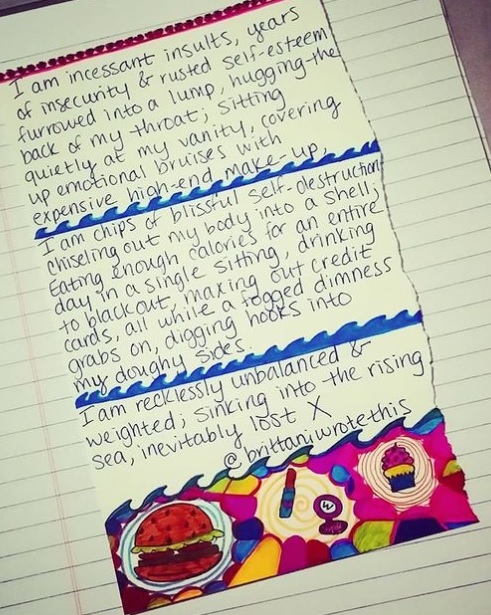 I am incessant insults, years
of insecurity & rusted self-esteem
furrowed into a lump, hugging-the
back of my throat; sitting
quietly at my vanity, covering
up emotional bruises with
expensive high-end make-up,
I am chips of blissful self-destruction
chiseling out my body into a shell;
Eating enough calories for an entire
day in a single sitting, drinking
to blackout, maxing out credit
cards, all while a fogged dimness
grabs on, digging hooks into
my doughy sides.
I am recklessly unbalanced &
weighted; sinking into the rising
sea, inevitably lost X
@brittanjwrotethis